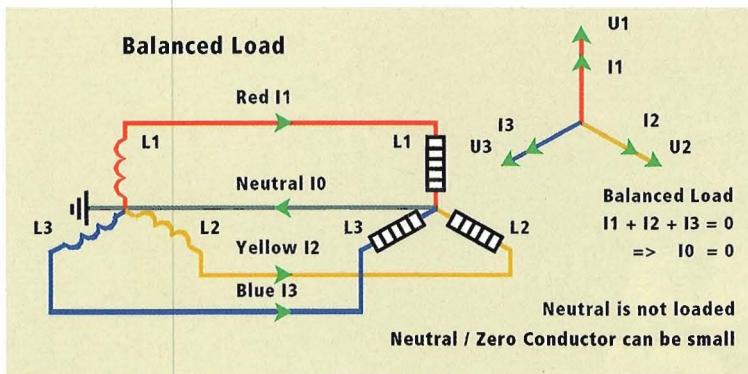 Balanced Load
Red I1
L1
L1
Neutral I0
L3
L2
L3
L2
Yellow I2
Blue I3
U1
I1
I3
I2
U3
U2
Balanced Load
I1 + I2 + I3 = 0
=> I0 = 0
Neutral is not loaded
Neutral / Zero Conductor can be small